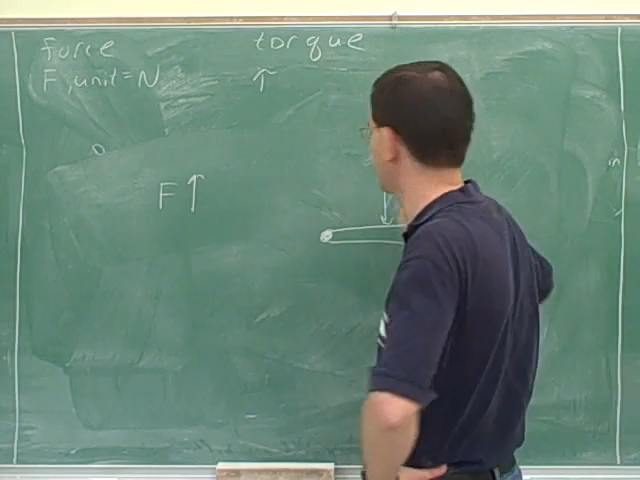 force
torque
F, unit = N
F ↑